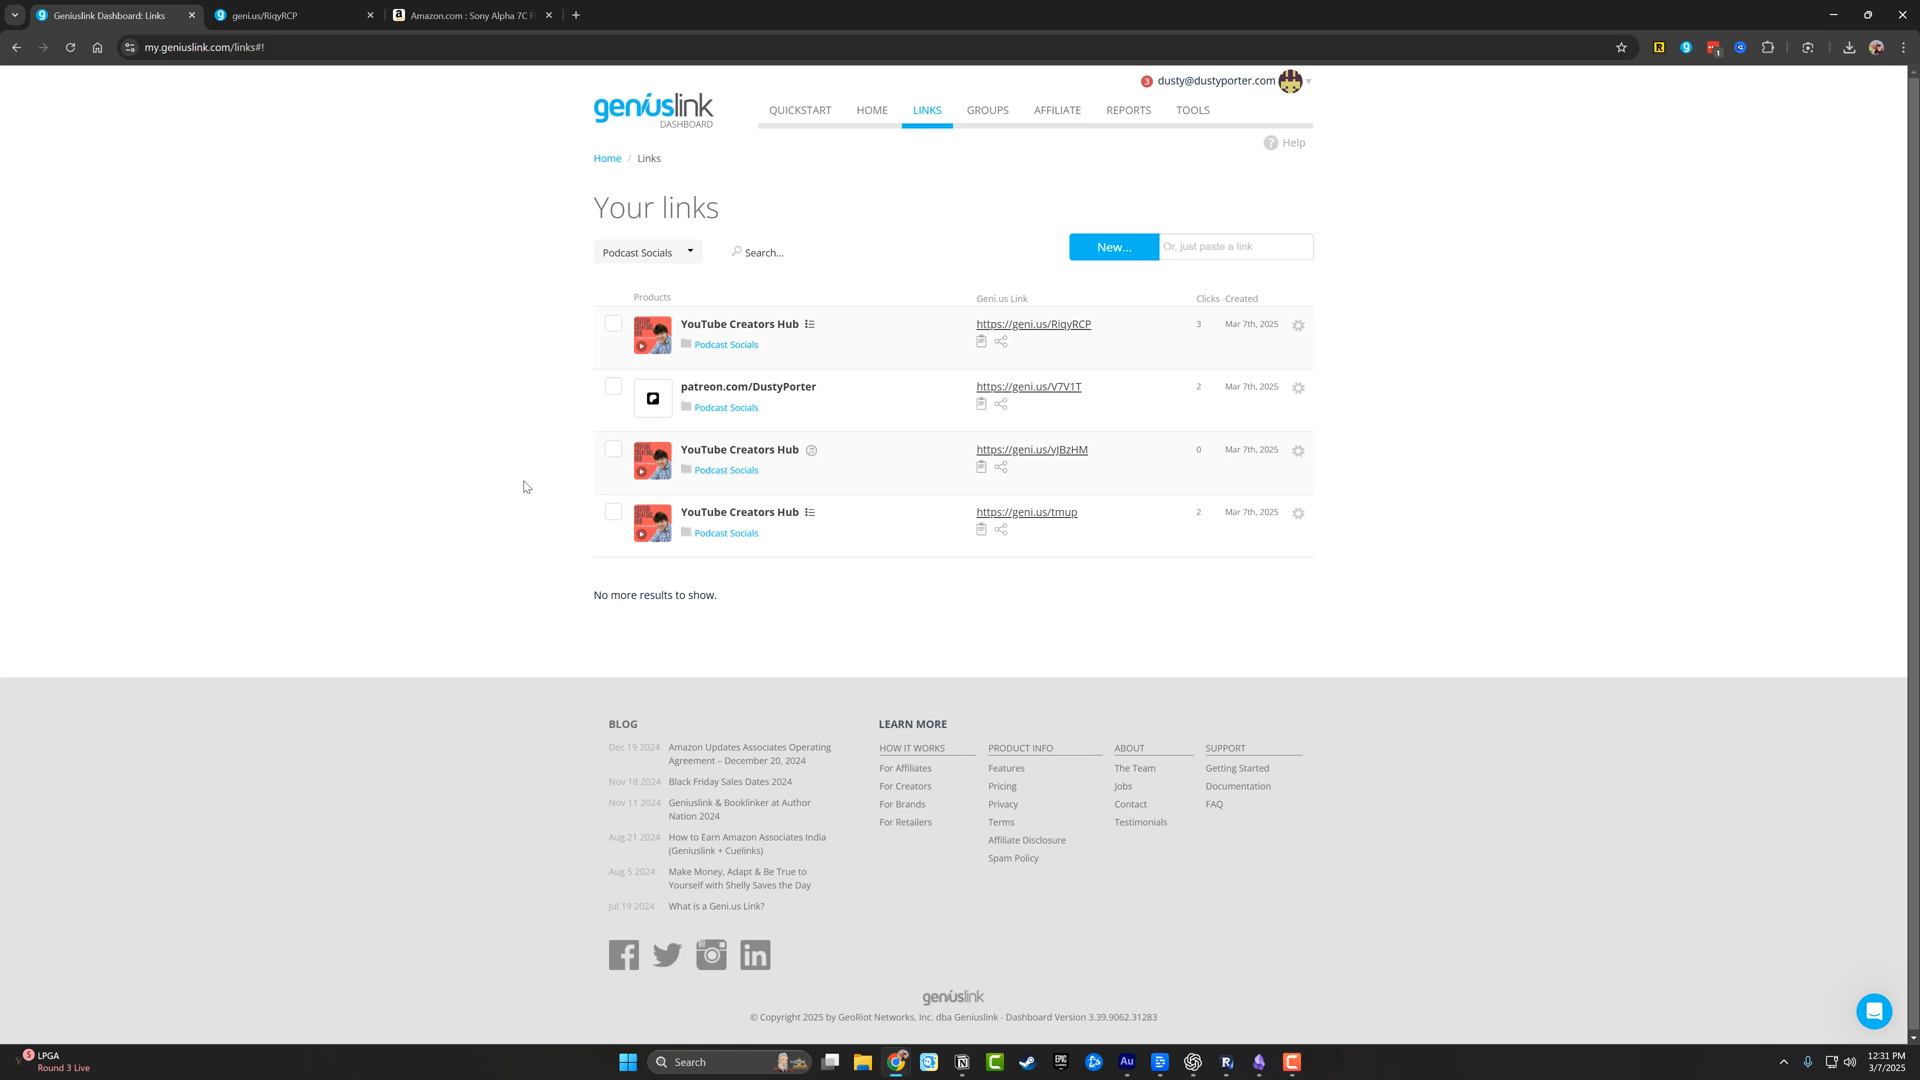 Geniuslink Dashboard: Links
geni.us/RiqyRCP
Amazon.com : Sony Alpha 7C F
my.geniuslink.com/links#!
3 dusty@dustyporter.com
geniuslink
DASHBOARD
QUICKSTART HOME LINKS GROUPS AFFILIATE REPORTS TOOLS
? Help
Home / Links
Your links
Podcast Socials
Search...
New...
Or, just paste a link
Products Geni.us Link Clicks Created
YouTube Creators Hub https://geni.us/RiqyRCP 3 Mar 7th, 2025
Podcast Socials
patreon.com/DustyPorter https://geni.us/V7V1T 2 Mar 7th, 2025
Podcast Socials
YouTube Creators Hub https://geni.us/vJBzHM 0 Mar 7th, 2025
Podcast Socials
YouTube Creators Hub https://geni.us/tmup 2 Mar 7th, 2025
Podcast Socials
No more results to show.
BLOG
Dec 19 2024 Amazon Updates Associates Operating
Agreement – December 20, 2024
Nov 18 2024 Black Friday Sales Dates 2024
Nov 11 2024 Geniuslink & Booklinker at Author
Nation 2024
Aug 21 2024 How to Earn Amazon Associates India
(Geniuslink + Cuelinks)
Aug 5 2024 Make Money, Adapt & Be True to
Yourself with Shelly Saves the Day
Jul 19 2024 What is a Geni.us Link?
LEARN MORE
HOW IT WORKS
For Affiliates
For Creators
For Brands
For Retailers
PRODUCT INFO
Features
Pricing
Privacy
Terms
Affiliate Disclosure
Spam Policy
ABOUT
The Team
Jobs
Contact
Testimonials
SUPPORT
Getting Started
Documentation
FAQ
geniuslink
© Copyright 2025 by GeoRiot Networks, Inc. dba Geniuslink - Dashboard Version 3.39.9062.31283
5 LPGA
Round 3 Live
Search
12:31 PM
3/7/2025